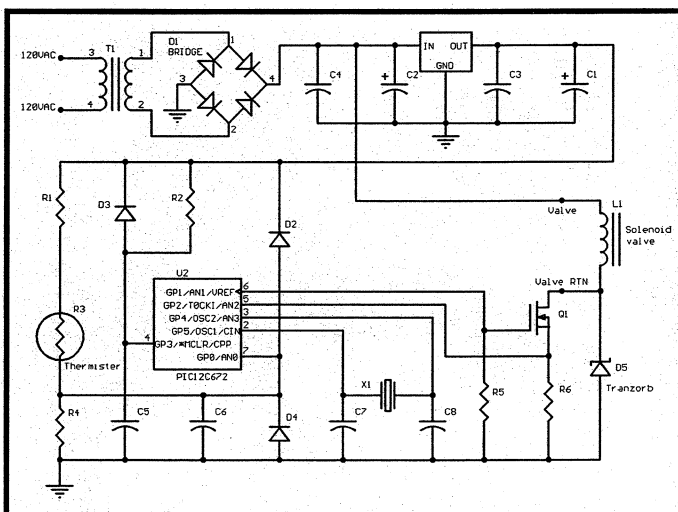 120VAC
120VAC
T1
3
4
1
2
D1
BRIDGE
1
3
4
2
C4
C2
+
IN OUT
GND
C3
C1
+
R1
D3
R2
D2
Valve
L1
Solenoid
valve
U2
Valve RTN
R3
Thermister
GP1/AN1/VREF 6
GP2/T0CKI/AN2 5
GP4/OSC2/AN3 3
GP5/OSC1/CIN 2
4 GP3/*MCLR/CPP
GP0/AN0 7
PIC12C672
Q1
D5
Tranzorb
R4
C5
C6
D4
X1
C7
C8
R5
R6